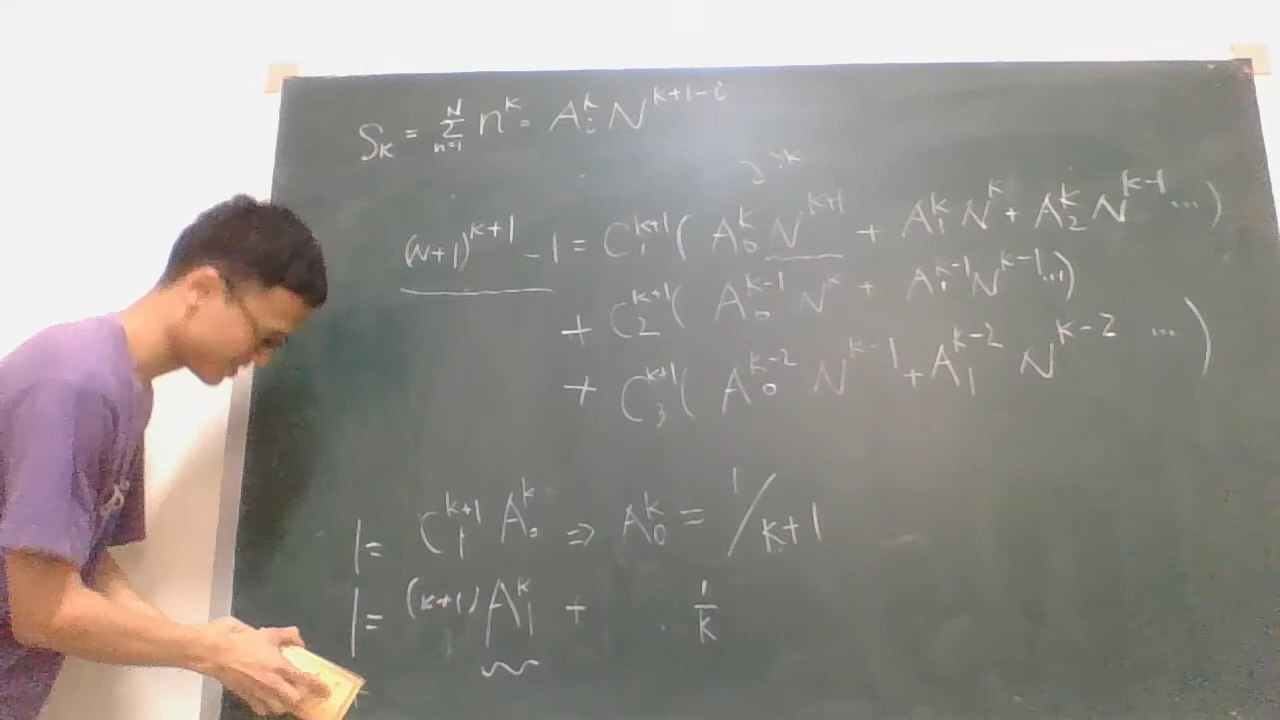 S_k = \sum_{n=1}^{N} n^k = A_i^k N^{k+1-i}
(N+1)^{k+1} - 1 = C_1^{k+1} ( A_0^k N^{k+1} + A_1^k N^k + A_2^k N^{k-1} ... )
+ C_2^{k+1} ( A_0^{k-1} N^k + A_1^{k-1} N^{k-1} ... )
+ C_3^{k+1} ( A_0^{k-2} N^{k-1} + A_1^{k-2} N^{k-2} ... )
1 = C_1^{k+1} A_0^k ⇒ A_0^k = 1/k+1
1 = (k+1) A_1^k + \frac{1}{k}